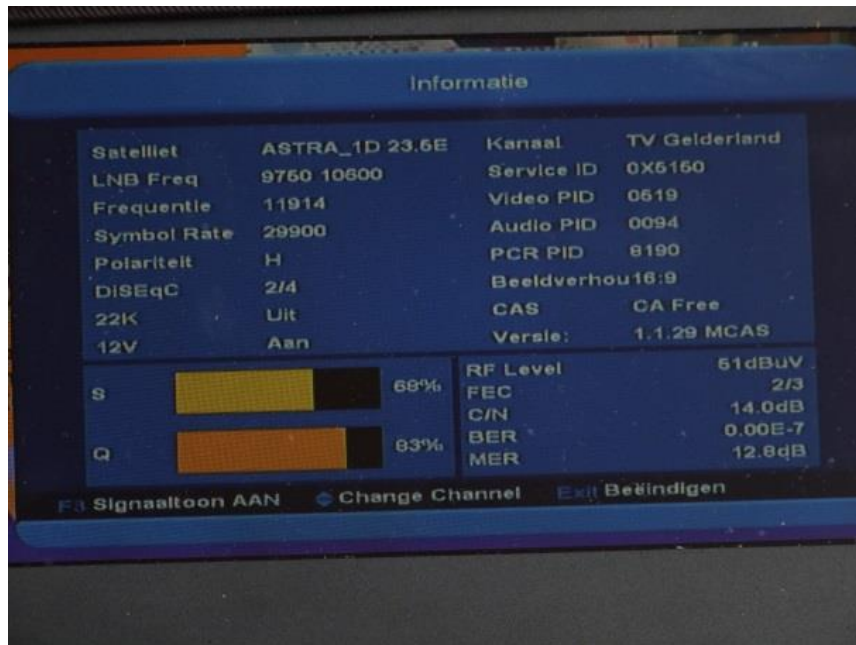 Informatie
Satelliet ASTRA_1D 23.5E
LNB Freq 9750 10600
Frequentie 11914
Symbol Rate 29900
Polariteit H
DiSEqC 2/4
22K Uit
12V Aan
Kanaal TV Gelderland
Service ID 0X5150
Video PID 0519
Audio PID 0094
PCR PID 8190
Beeldverhou16:9
CAS CA Free
Versie: 1.1.29 MCAS
S 69%
Q 83%
RF Level 51dBuV
FEC 2/3
C/N 14.0dB
BER 0.00E-7
MER 12.8dB
F3 Signaaltoon AAN Change Channel Exit Beëindigen